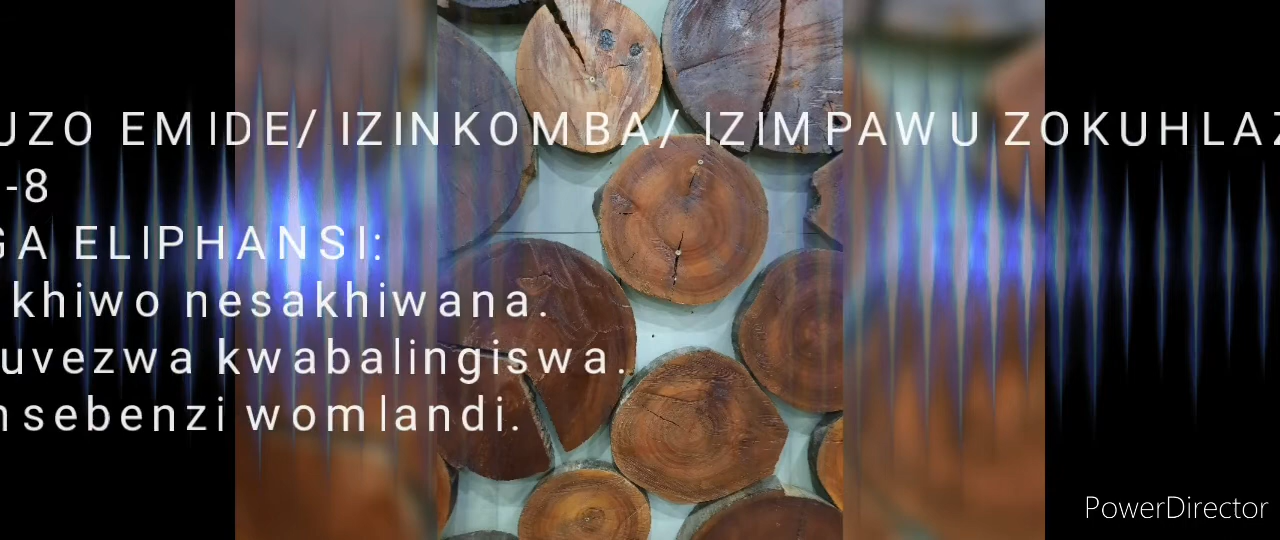 UZO EMIDE/ IZINKOMBA/ IZIMPAWU ZOKUHLAZ
-8
GA ELIPHANSI:
khiwo nesakhiwana.
uvezwa kwabalingiswa.
nsebenzi womlandi.
PowerDirector